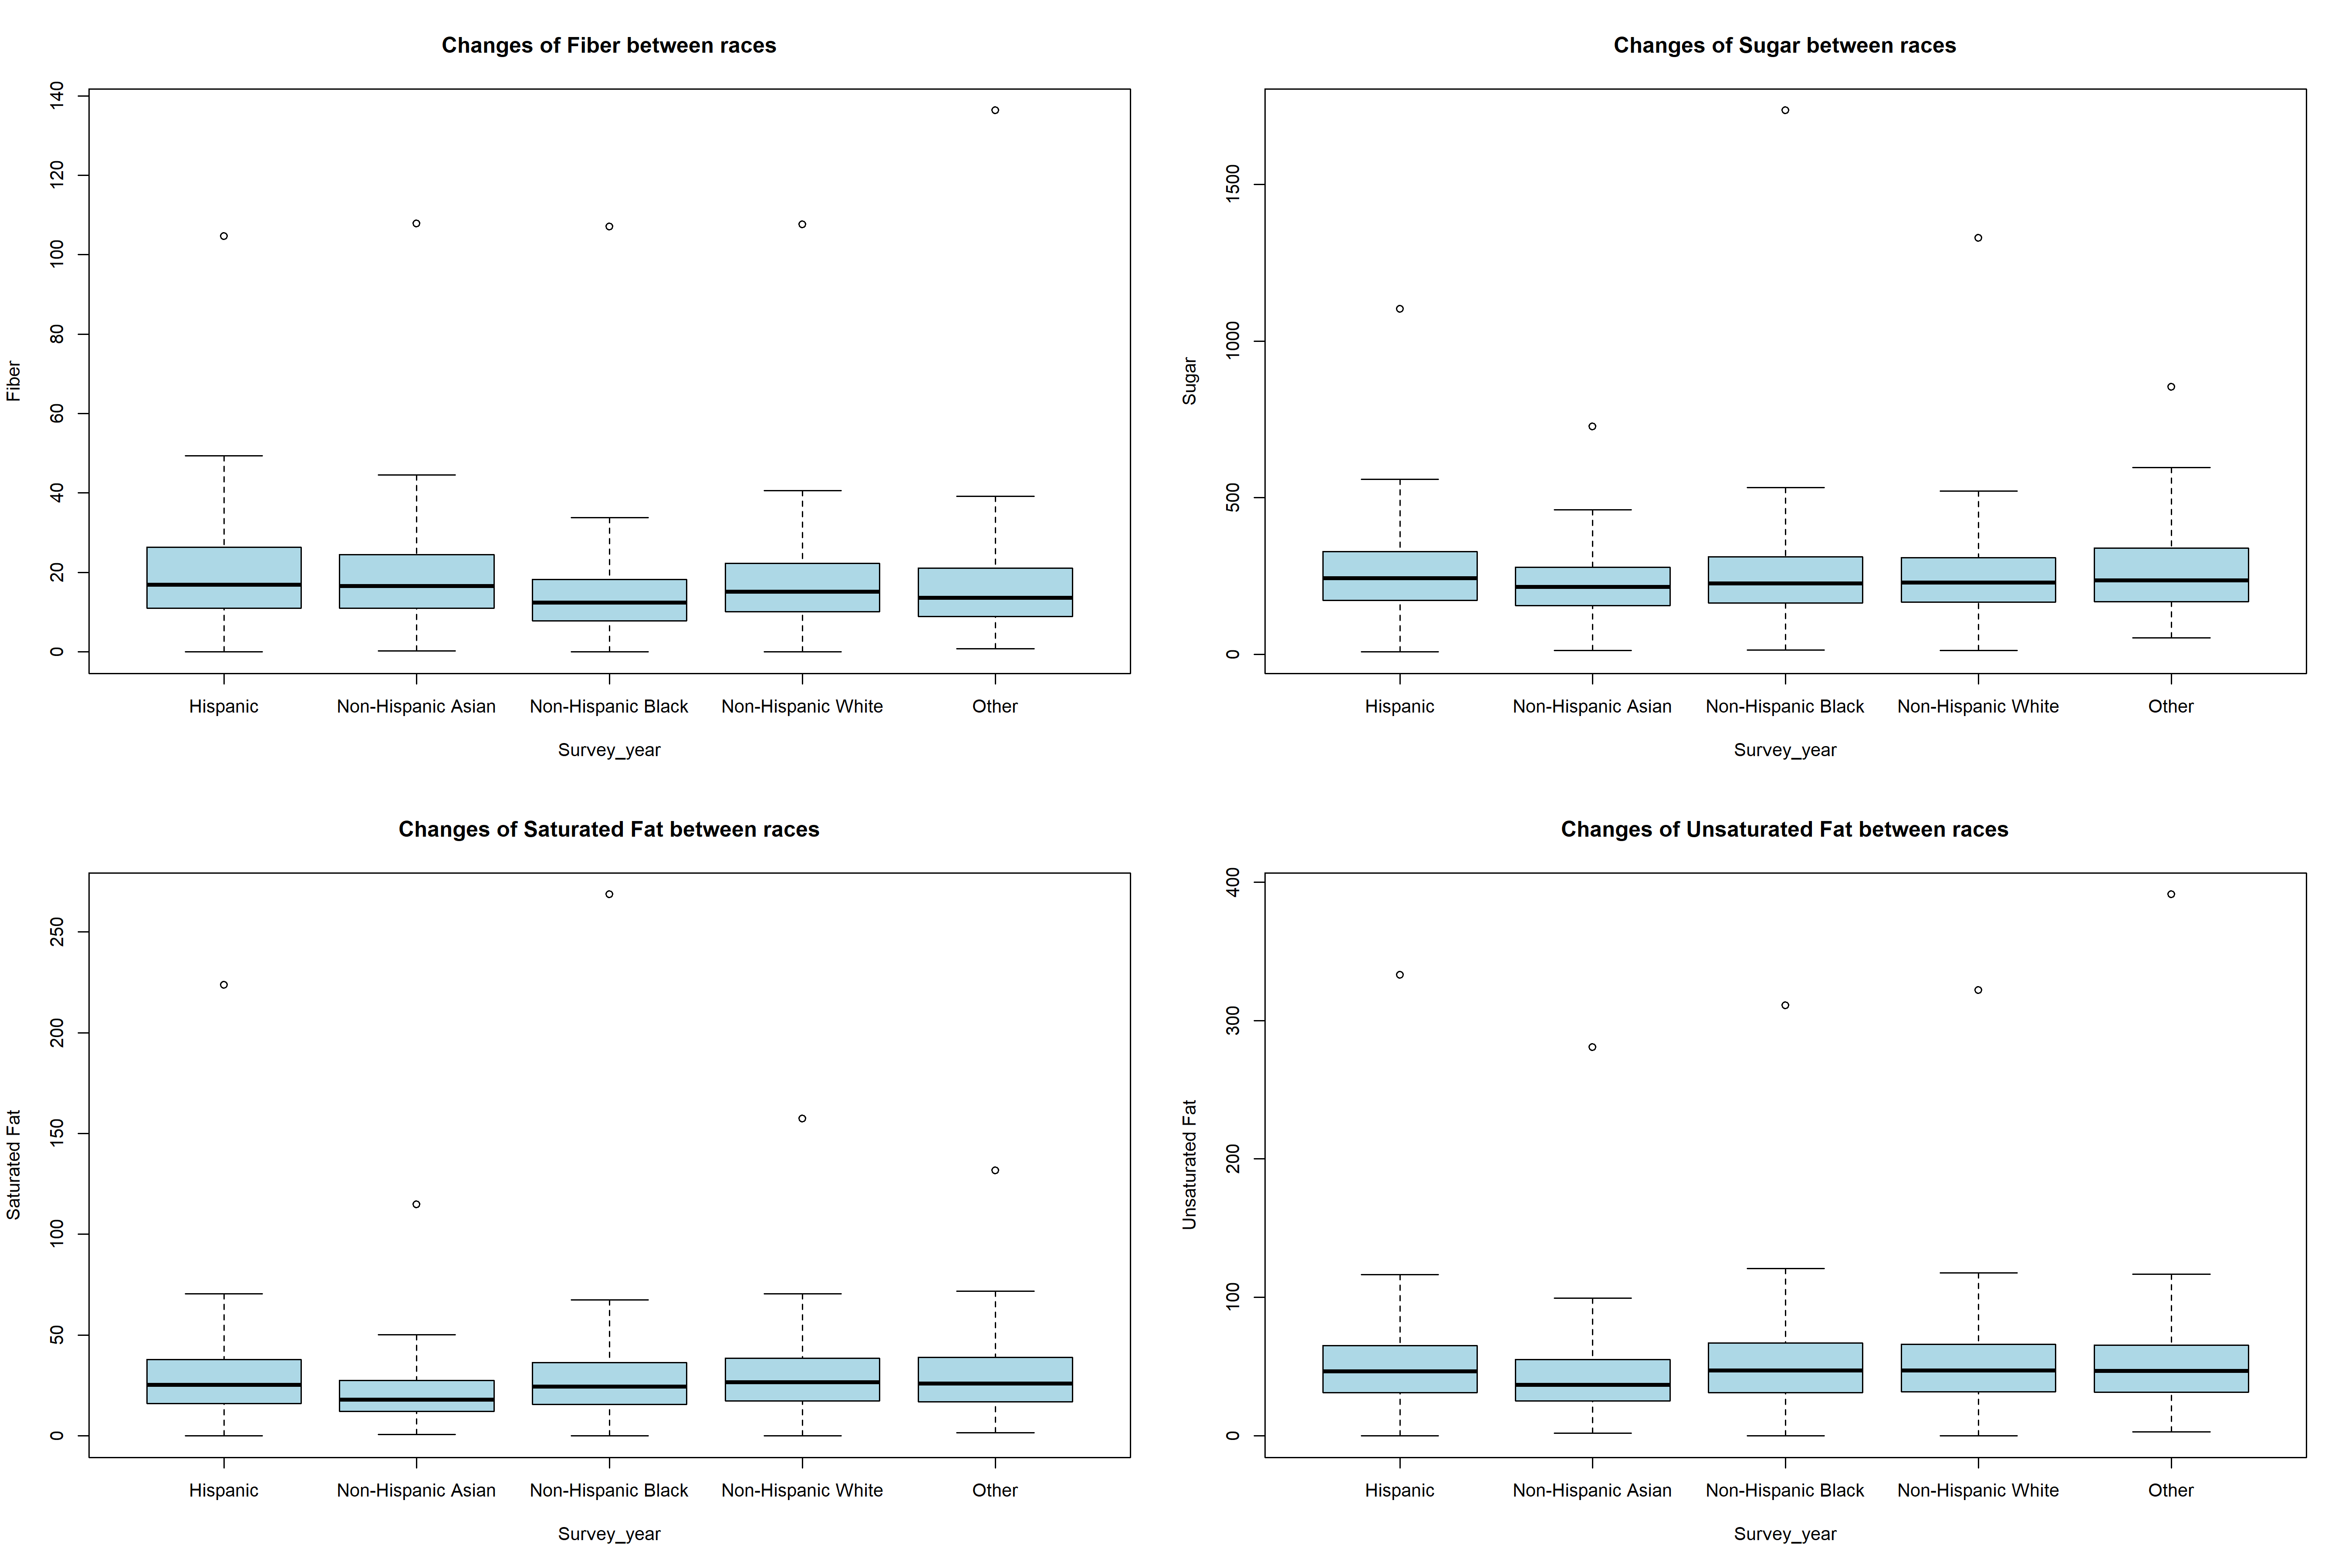 Changes of Fiber between races
Fiber
0 20 40 60 80 100 120 140
Hispanic Non-Hispanic Asian Non-Hispanic Black Non-Hispanic White Other
Survey_year
Changes of Sugar between races
Sugar
0 500 1000 1500
Hispanic Non-Hispanic Asian Non-Hispanic Black Non-Hispanic White Other
Survey_year
Changes of Saturated Fat between races
Saturated Fat
0 50 100 150 200 250
Hispanic Non-Hispanic Asian Non-Hispanic Black Non-Hispanic White Other
Survey_year
Changes of Unsaturated Fat between races
Unsaturated Fat
0 100 200 300 400
Hispanic Non-Hispanic Asian Non-Hispanic Black Non-Hispanic White Other
Survey_year